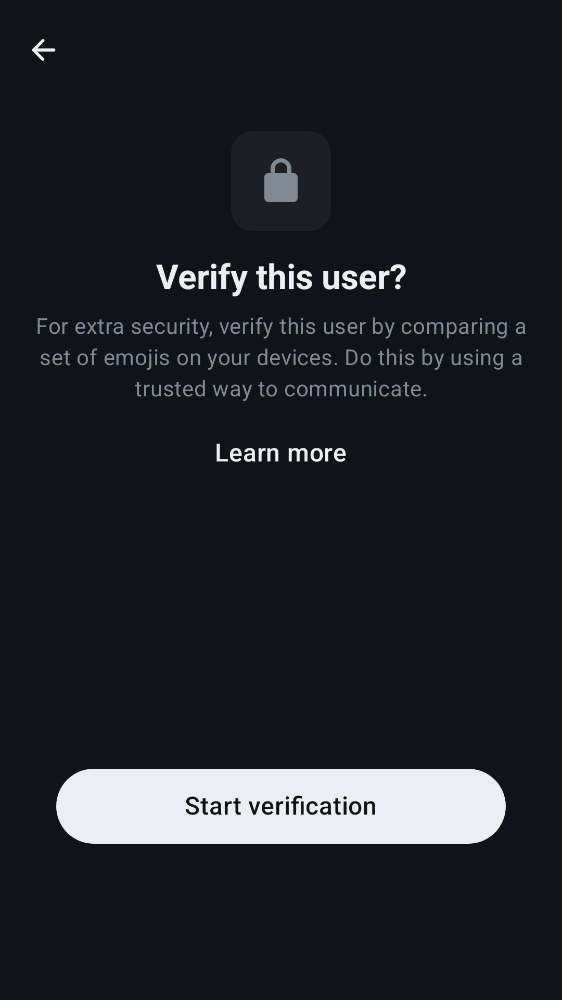 Verify this user?
For extra security, verify this user by comparing a
set of emojis on your devices. Do this by using a
trusted way to communicate.
Learn more
Start verification